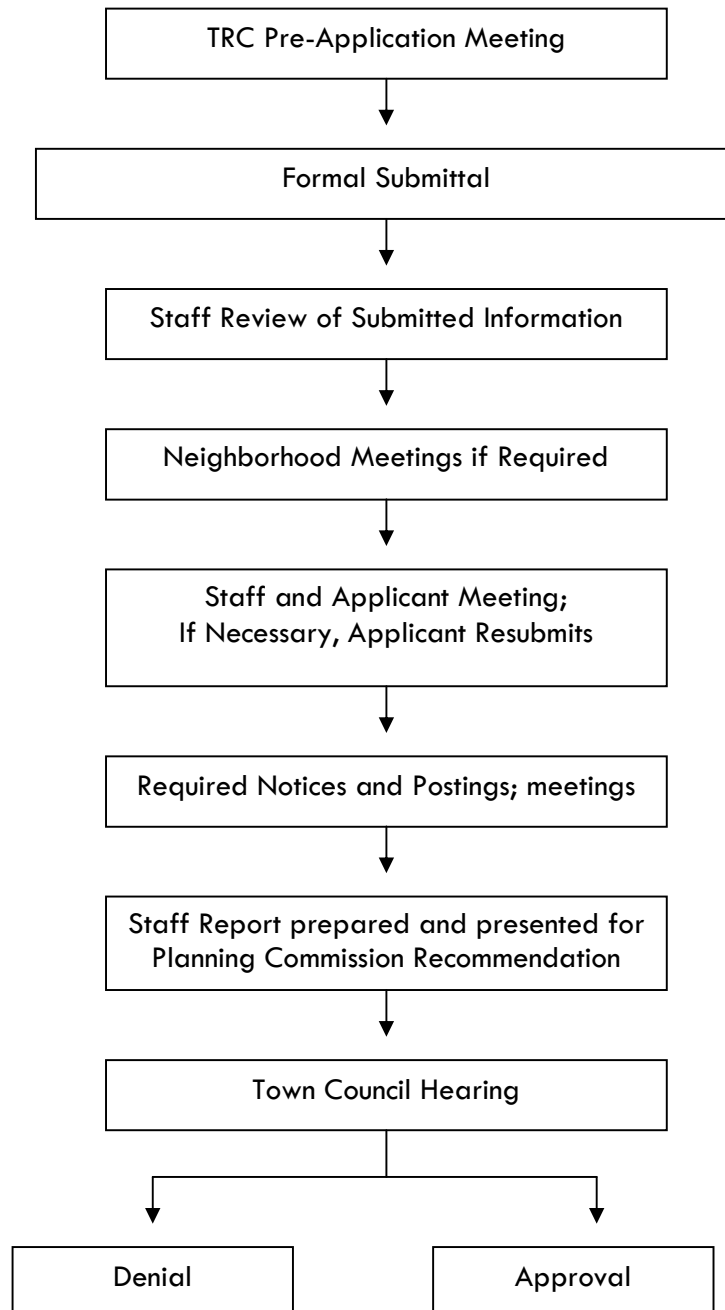 TRC Pre-Application Meeting
Formal Submittal
Staff Review of Submitted Information
Neighborhood Meetings if Required
Staff and Applicant Meeting;
If Necessary, Applicant Resubmits
Required Notices and Postings; meetings
Staff Report prepared and presented for
Planning Commission Recommendation
Town Council Hearing
Denial
Approval